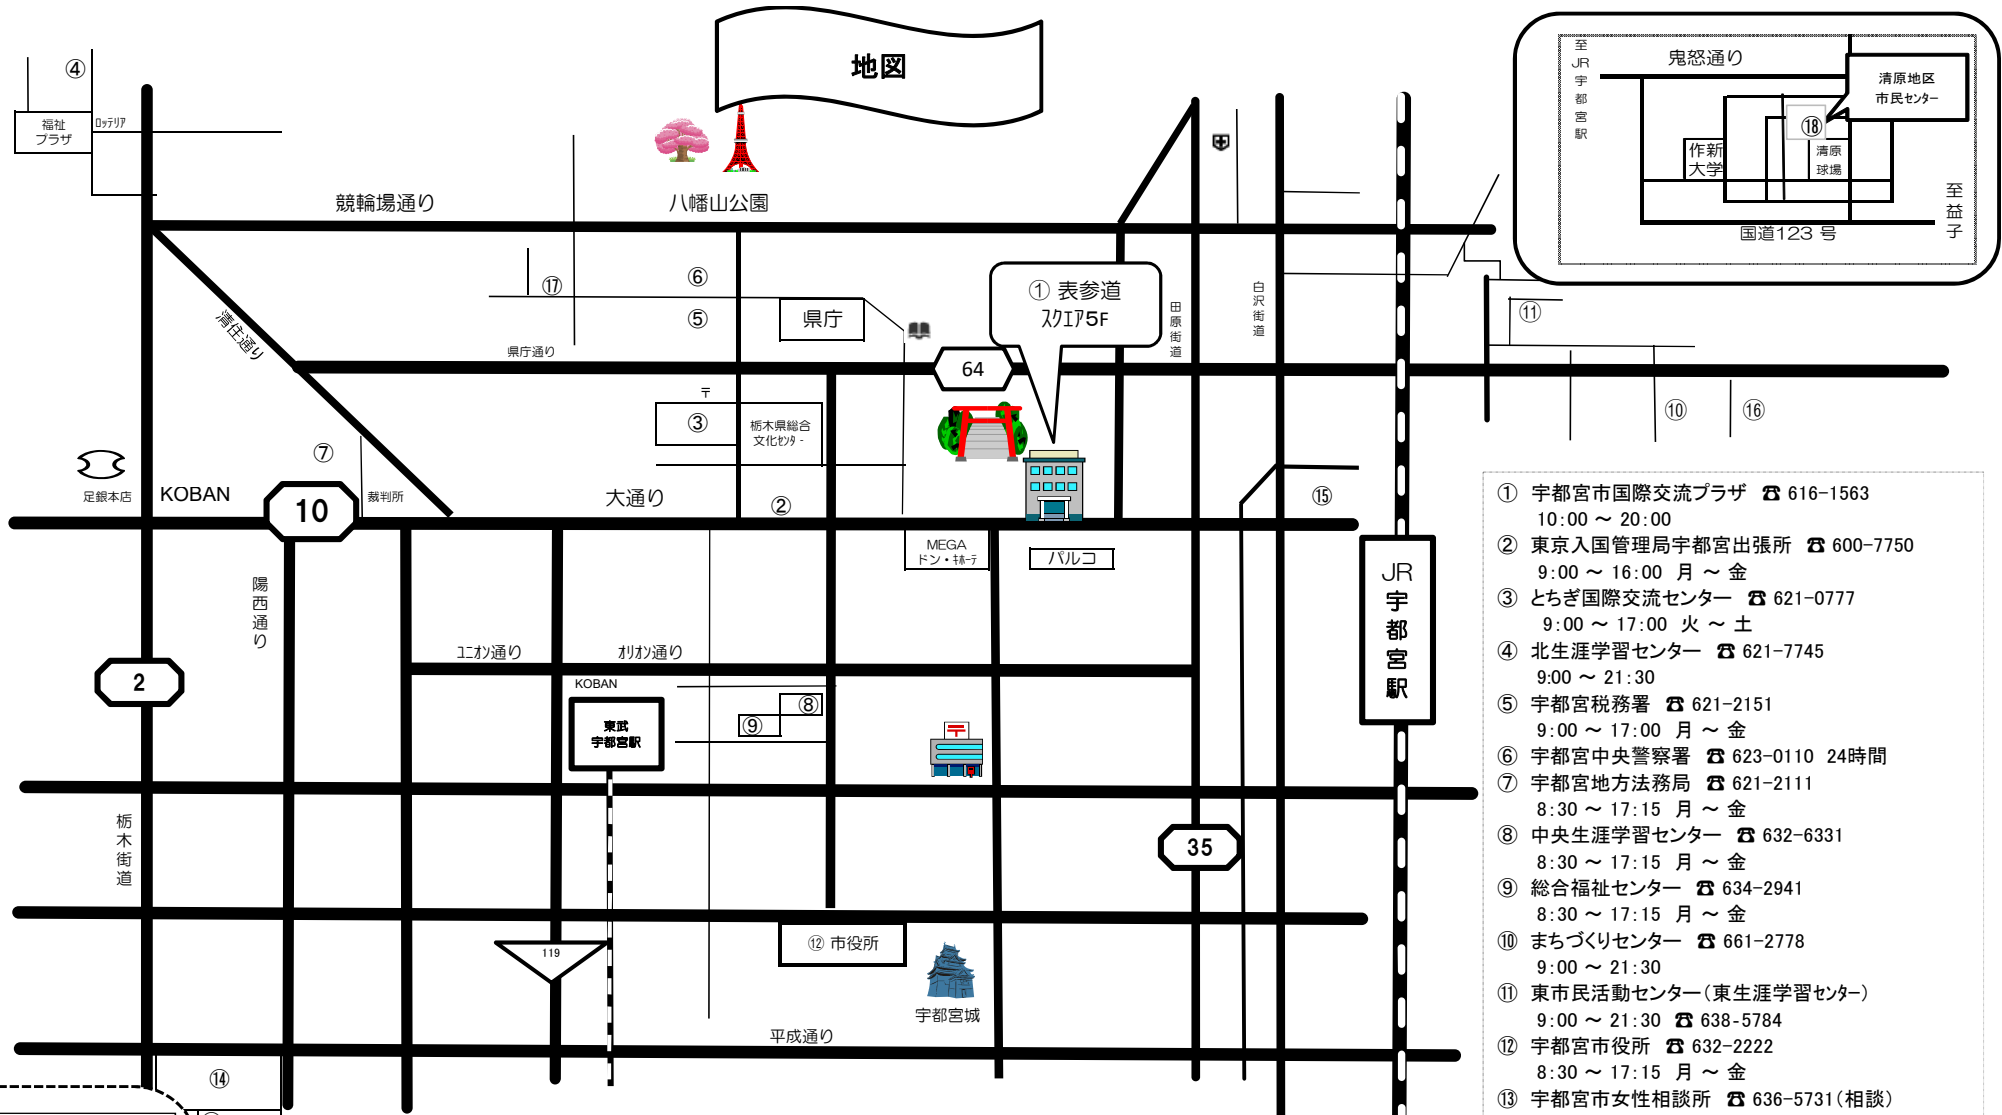 地図
④
福祉
プラザ
ロッテリア
競輪場通り
八幡山公園
至JR宇都宮駅
鬼怒通り
清原地区
市民センター
⑱
作新
大学
清原
球場
至益子
国道123 号
⑰
⑥
⑤
県庁
① 表参道
スクエア5F
田原街道
白沢街道
⑪
清住通り
県庁通り
64
〒
③
栃木県総合
文化センター
⑩
⑯
⑦
足銀本店
KOBAN
10
裁判所
大通り
②
⑮
MEGA
ドン・キホーテ
パルコ
JR宇都宮駅
陽西通り
ユニオン通り
オリオン通り
2
KOBAN
東武
宇都宮駅
⑧
⑨
〒
栃木街道
35
119
⑫ 市役所
宇都宮城
平成通り
⑭
① 宇都宮市国際交流プラザ ☎ 616-1563
10:00 ～ 20:00
② 東京入国管理局宇都宮出張所 ☎ 600-7750
9:00 ～ 16:00 月 ～ 金
③ とちぎ国際交流センター ☎ 621-0777
9:00 ～ 17:00 火 ～ 土
④ 北生涯学習センター ☎ 621-7745
9:00 ～ 21:30
⑤ 宇都宮税務署 ☎ 621-2151
9:00 ～ 17:00 月 ～ 金
⑥ 宇都宮中央警察署 ☎ 623-0110 24時間
⑦ 宇都宮地方法務局 ☎ 621-2111
8:30 ～ 17:15 月 ～ 金
⑧ 中央生涯学習センター ☎ 632-6331
8:30 ～ 17:15 月 ～ 金
⑨ 総合福祉センター ☎ 634-2941
8:30 ～ 17:15 月 ～ 金
⑩ まちづくりセンター ☎ 661-2778
9:00 ～ 21:30
⑪ 東市民活動センター（東生涯学習センター）
9:00 ～ 21:30 ☎ 638-5784
⑫ 宇都宮市役所 ☎ 632-2222
8:30 ～ 17:15 月 ～ 金
⑬ 宇都宮市女性相談所 ☎ 636-5731（相談）